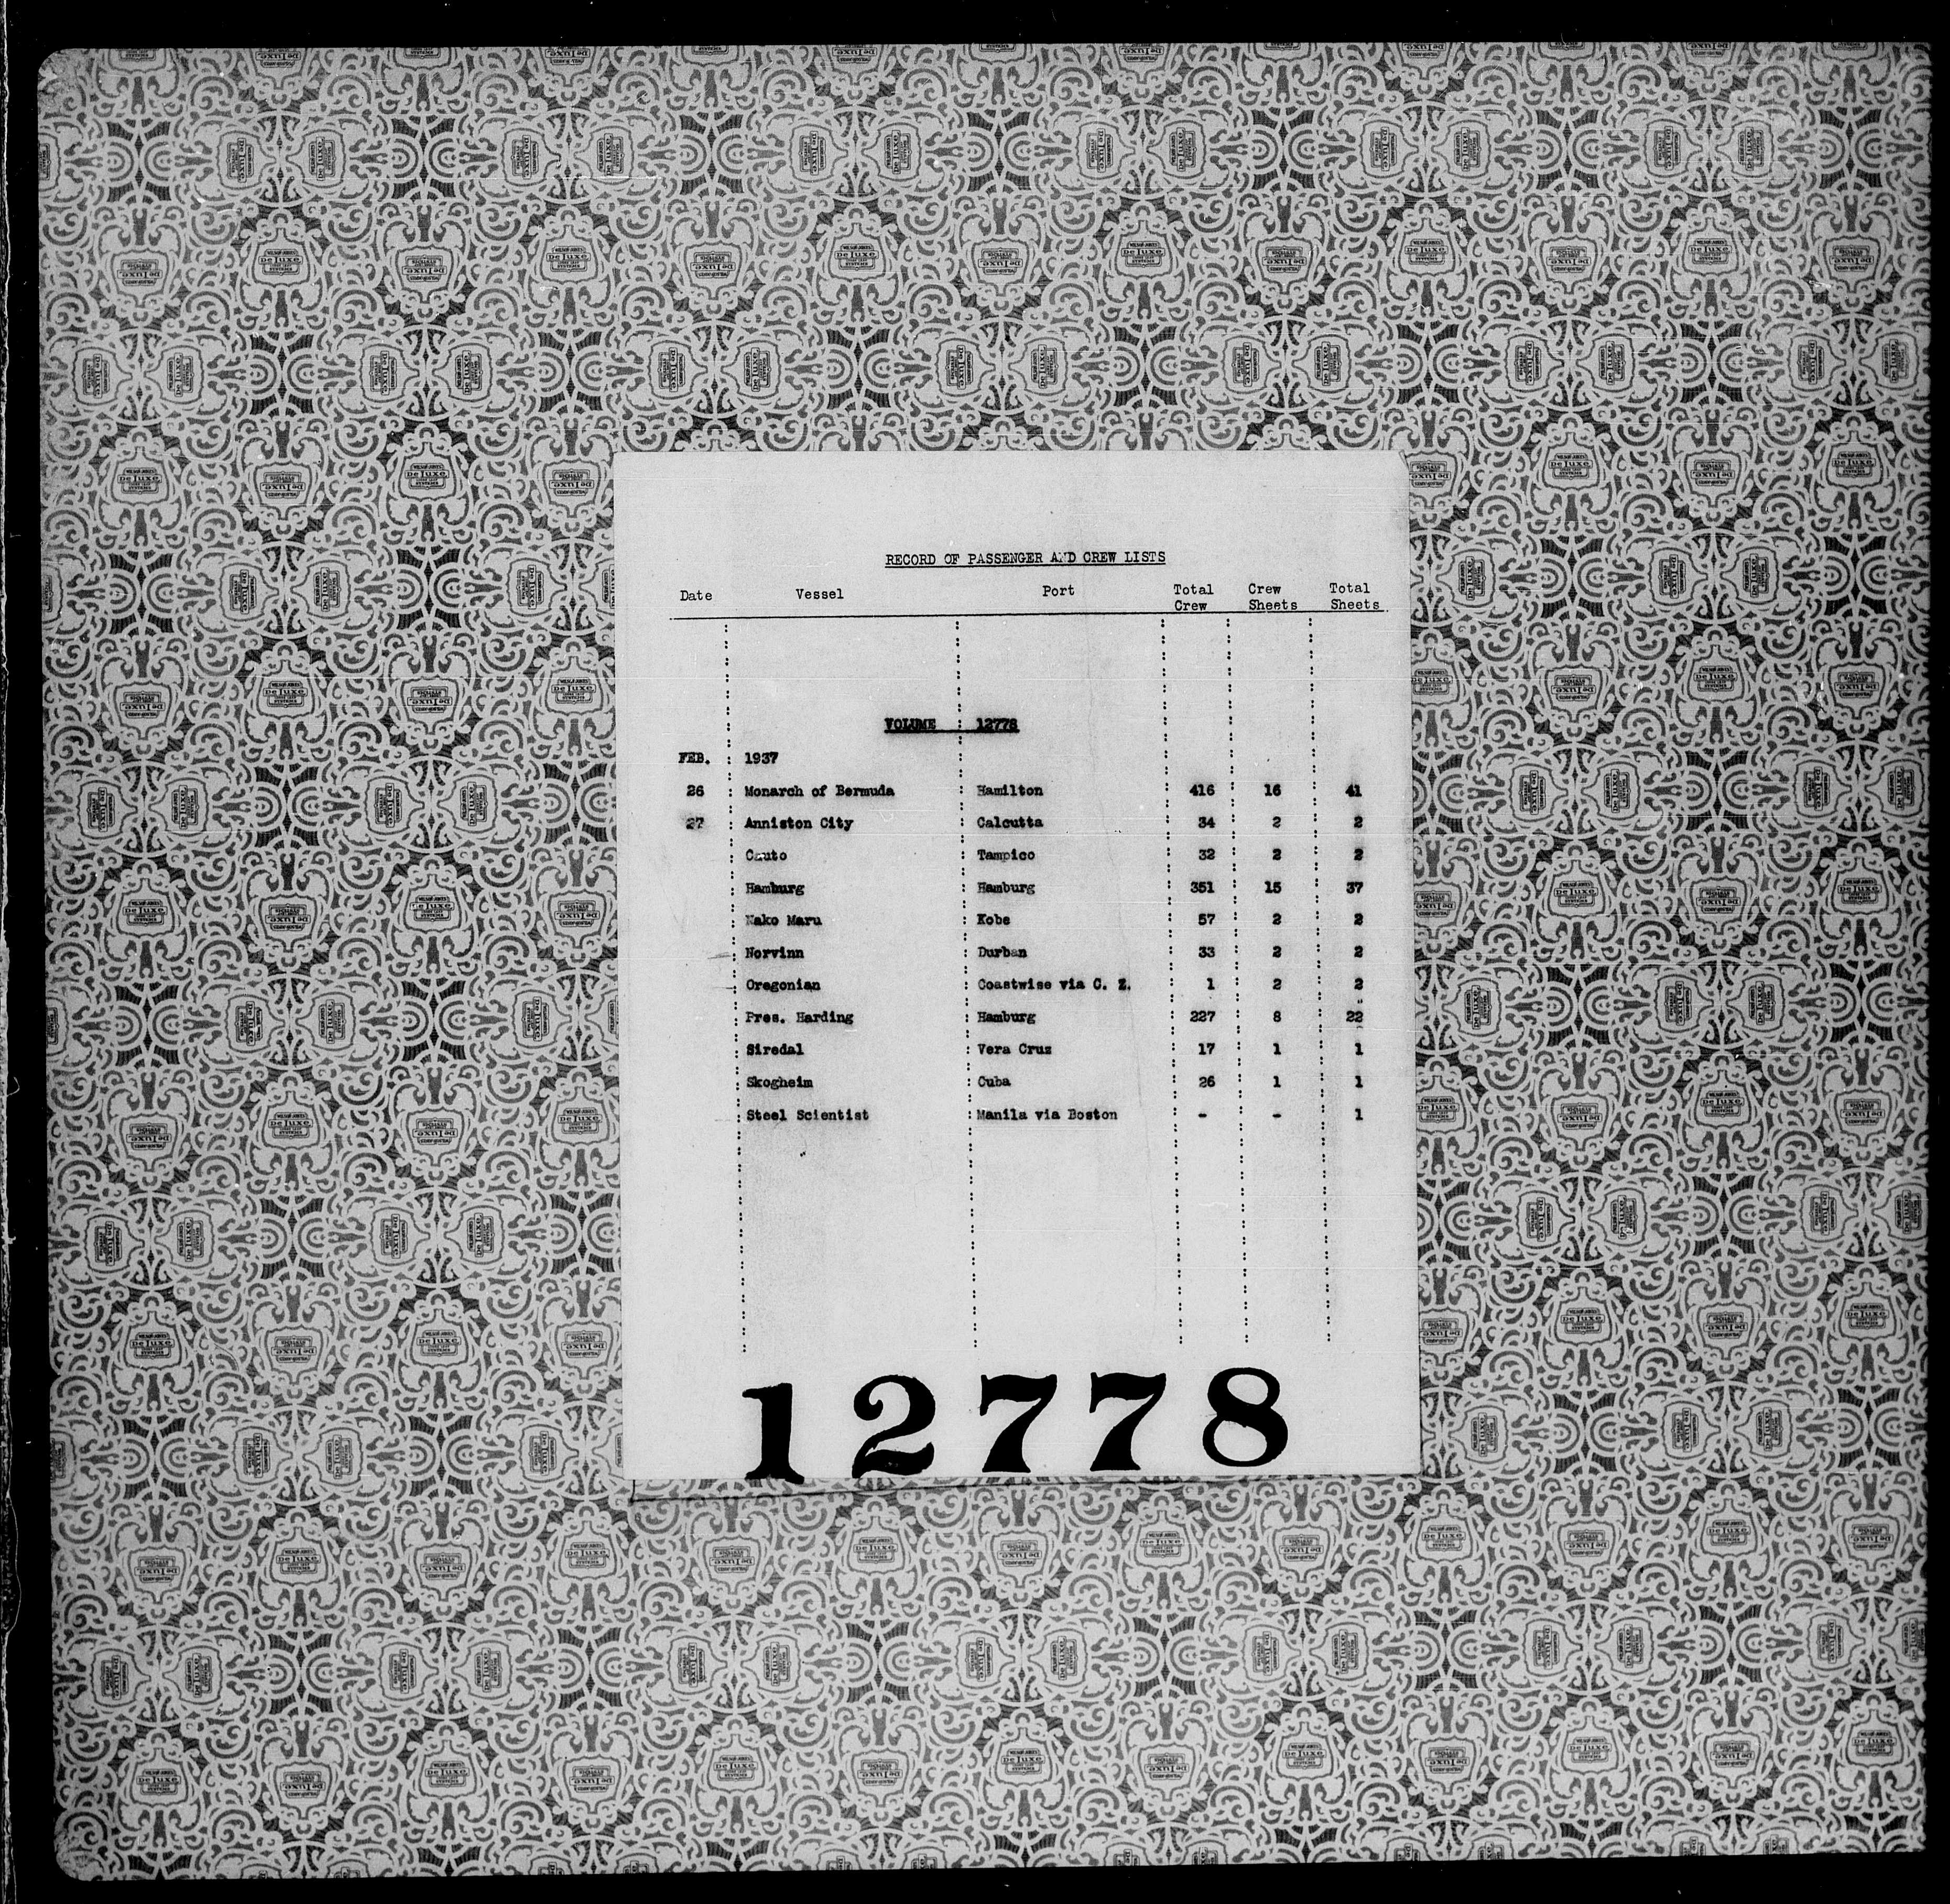 RECORD OF PASSENGER AND CREW LISTS
Date Vessel Port Total Crew Crew Sheets Total Sheets
VOLUME : 12778
FEB. : 1937
26 : Monarch of Bermuda : Hamilton : 416 : 16 : 41
27 : Anniston City : Calcutta : 34 : 2 : 2
Cauto : Tampico : 32 : 2 : 2
Hamburg : Hamburg : 351 : 15 : 37
Nako Maru : Kobe : 57 : 2 : 2
: Norvinn : Durban : 33 : 2 : 2
: Oregonian : Coastwise via C. Z. : 1 : 2 : 2
: Pres. Harding : Hamburg : 227 : 8 : 22
: Siredal : Vera Cruz : 17 : 1 : 1
: Skogheim : Cuba : 26 : 1 : 1
: Steel Scientist : Manila via Boston : - : - : 1
12778